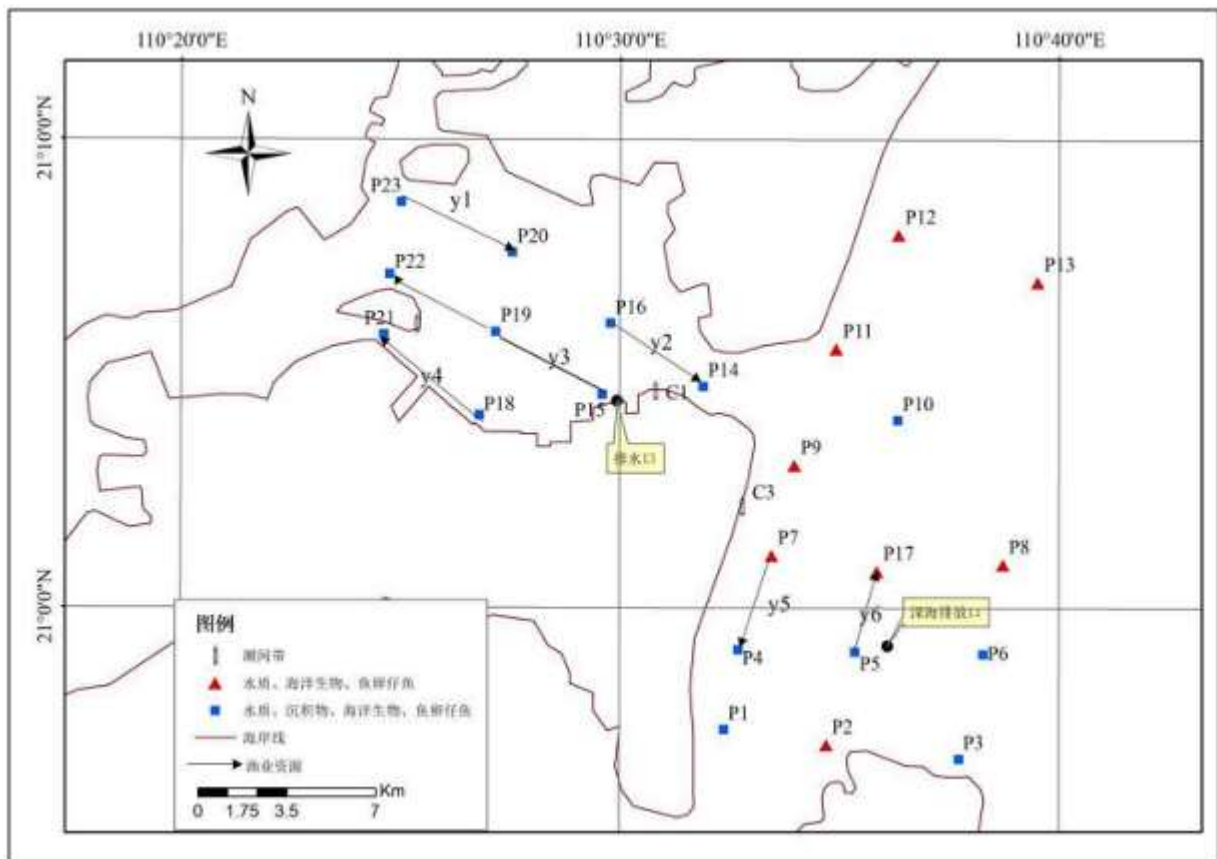 110°20'0"E
110°30'0"E
110°40'0"E
21°10'0"N
21°0'0"N
N
P23
y1
P20
P12
P22
P13
P19
P16
P21
y2
P11
y3
P14
y4
C1
P15
P18
P10
排水口
P9
C3
P7
P17
P8
y5
y6
深海排放口
P4
P5
P6
P1
P2
P3
图例
潮间带
水质、海洋生物、鱼卵仔鱼
水质、沉积物、海洋生物、鱼卵仔鱼
海岸线
渔业资源
Km
0 1.75 3.5 7